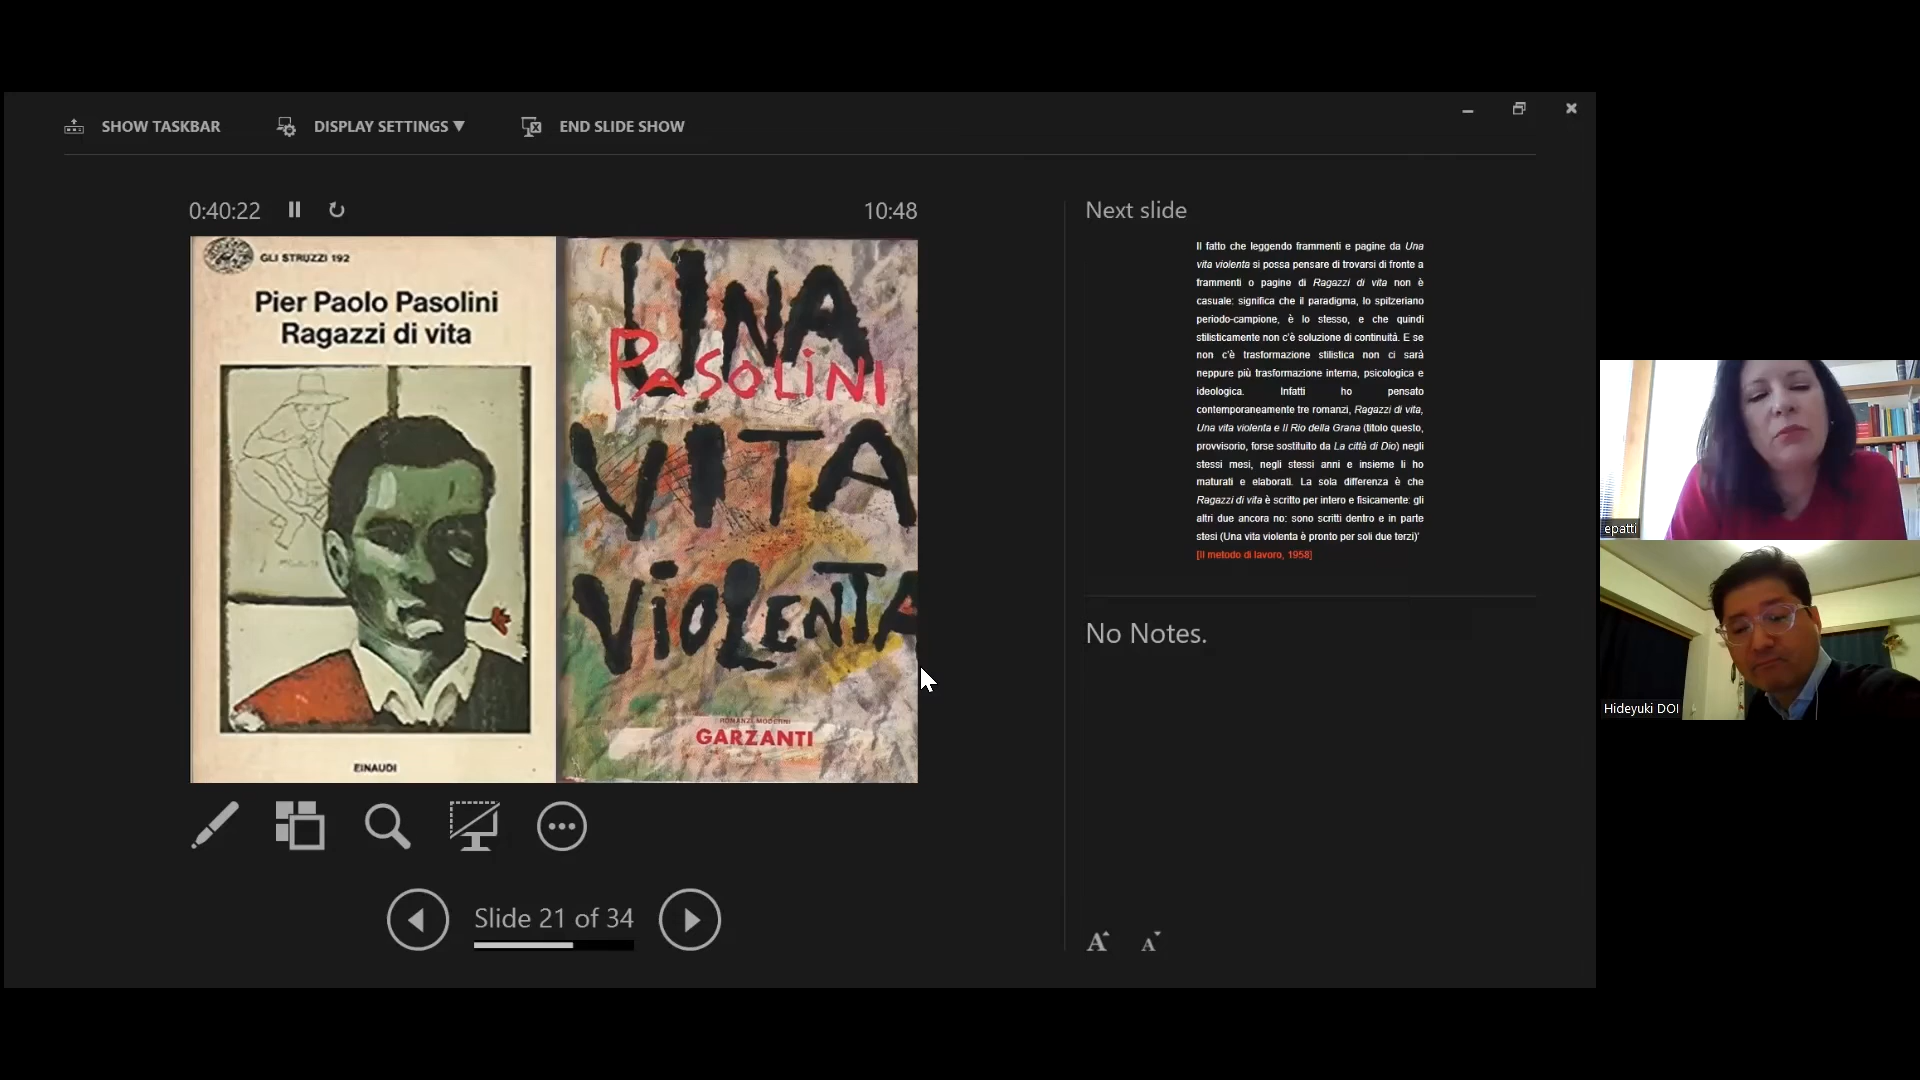 SHOW TASKBAR
DISPLAY SETTINGS ▼
END SLIDE SHOW
0:40:22
10:48
GLI STRUZZI 192
Pier Paolo Pasolini
Ragazzi di vita
EINAUDI
UNA
PASOLINI
VITA
VIOLENTA
ROMANZI MODERNI
GARZANTI
Slide 21 of 34
Next slide
Il fatto che leggendo frammenti e pagine da Una
vita violenta si possa pensare di trovarsi di fronte a
frammenti o pagine di Ragazzi di vita non è
casuale: significa che il paradigma, lo spitzeriano
periodo-campione, è lo stesso, e che quindi
stilisticamente non c'è soluzione di continuità. E se
non c'è trasformazione stilistica non ci sarà
neppure più trasformazione interna, psicologica e
ideologica. Infatti ho pensato
contemporaneamente tre romanzi, Ragazzi di vita,
Una vita violenta e Il Rio della Grana (titolo questo,
provvisorio, forse sostituito da La città di Dio) negli
stessi mesi, negli stessi anni e insieme li ho
maturati e elaborati. La sola differenza è che
Ragazzi di vita è scritto per intero e fisicamente: gli
altri due ancora no: sono scritti dentro e in parte
stesi (Una vita violenta è pronto per soli due terzi)'
[Il metodo di lavoro, 1958]
No Notes.
A A
epatti
Hideyuki DOI